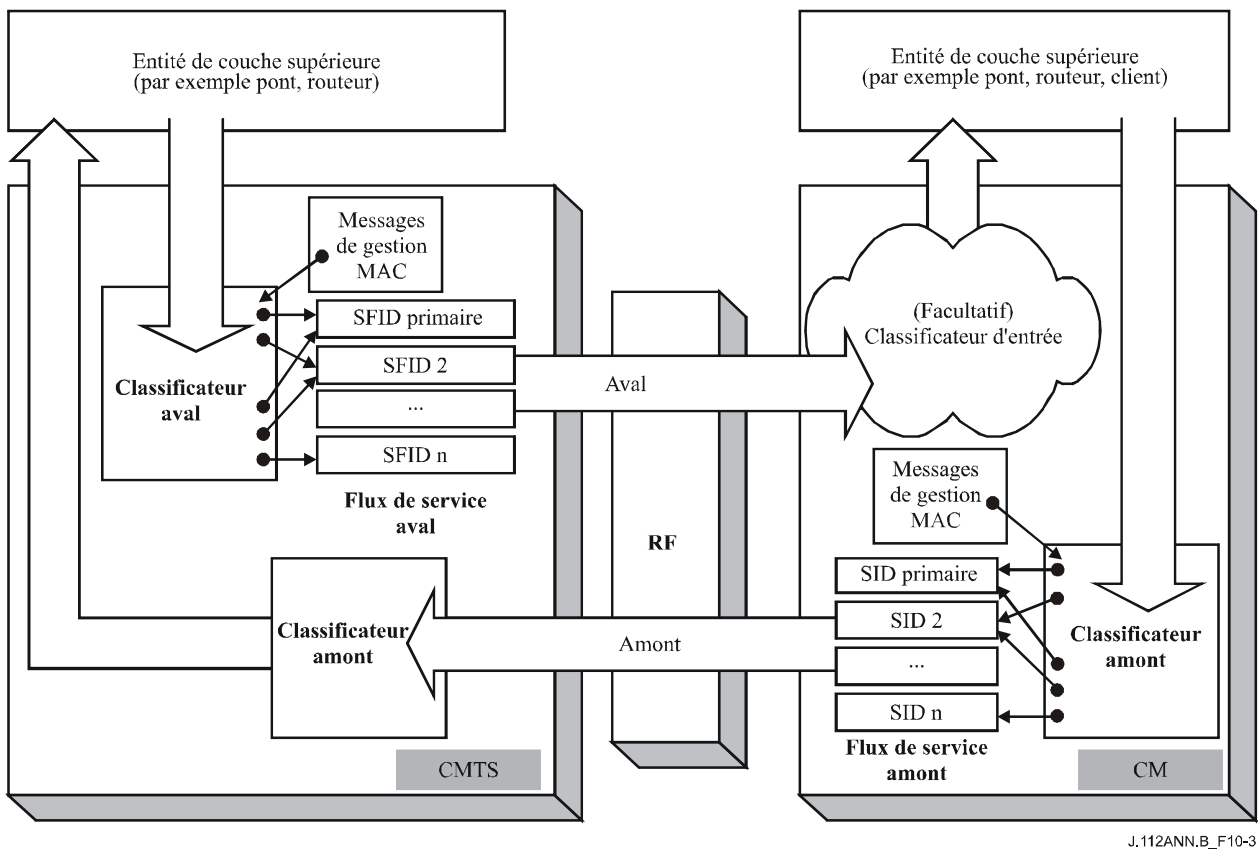 Entité de couche supérieure
(par exemple pont, routeur)
Entité de couche supérieure
(par exemple pont, routeur, client)
Messages
de gestion
MAC
Classificateur
aval
SFID primaire
SFID 2
...
SFID n
Flux de service
aval
Aval
RF
(Facultatif)
Classificateur d'entrée
Messages
de gestion
MAC
SID primaire
SID 2
...
SID n
Flux de service
amont
Classificateur
amont
Amont
Classificateur
amont
CMTS
CM
J.112ANN.B_F10-3